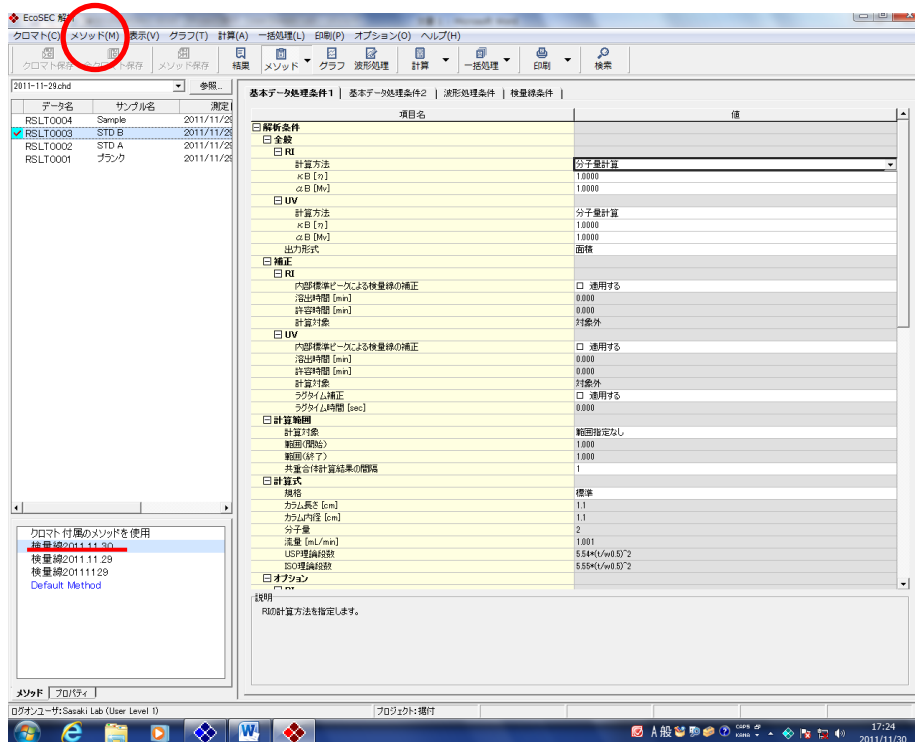 EcoSEC 解析
クロマト(C) メソッド(M) 表示(V) グラフ(T) 計算(A) 一括処理(L) 印刷(P) オプション(O) ヘルプ(H)
クロマト保存 クロマト保存 メソッド保存 結果 メソッド グラフ 波形処理 計算 一括処理 印刷 検索
2011-11-29.chd 参照...
データ名 サンプル名 測定
RSLT0004 Sample 2011/11/29
RSLT0003 STD B 2011/11/29
RSLT0002 STD A 2011/11/29
RSLT0001 ブランク 2011/11/29
基本データ処理条件1 基本データ処理条件2 波形処理条件 検量線条件
項目名 値
解析条件
全般
RI
計算方法 分子量計算
κB [η] 1.0000
αB [Mv] 1.0000
UV
計算方法 分子量計算
κB [η] 1.0000
αB [Mv] 1.0000
出力形式 面積
補正
RI
内部標準ピークによる検量線の補正 適用する
溶出時間 [min] 0.000
許容時間 [min] 0.000
計算対象 対象外
UV
内部標準ピークによる検量線の補正 適用する
溶出時間 [min] 0.000
許容時間 [min] 0.000
計算対象 対象外
ラグタイム補正 適用する
ラグタイム時間 [sec] 0.000
計算範囲
計算対象 範囲指定なし
範囲(開始) 1.000
範囲(終了) 1.000
共重合体計算結果の間隔 1
計算式
規格 標準
カラム長さ [cm] 1.1
カラム内径 [cm] 1.1
分子量 2
流量 [mL/min] 1.001
USP理論段数 5.54*(t/w0.5)^2
ISO理論段数 5.55*(t/w0.5)^2
オプション
RI
クロマト付属のメソッドを使用
検量線2011.11.30
検量線2011.11.29
検量線20111129
Default Method
説明
RIの計算方法を指定します。
メソッド プロパティ
ログオンユーザ:Sasaki Lab (User Level 1) プロジェクト:据付
A 般 CAPS KANA 17:24
2011/11/30